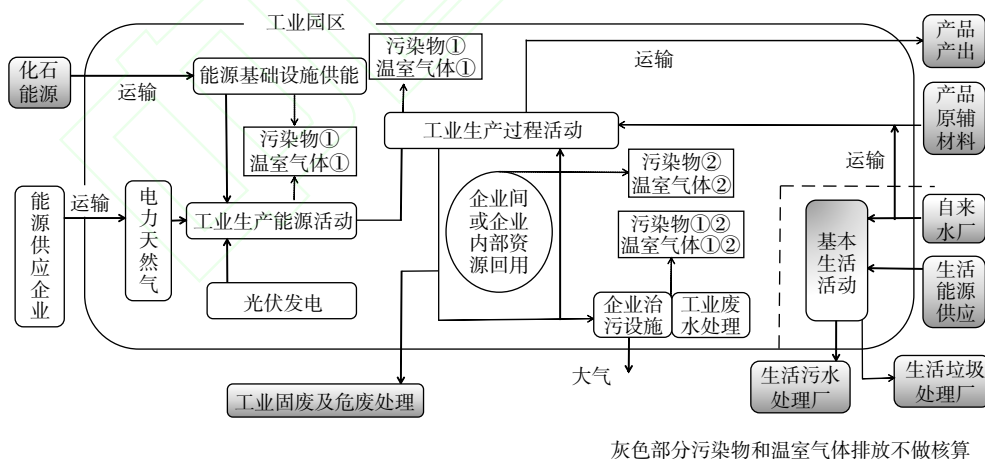 工业园区
产品
产出
污染物①
温室气体①
化石
能源
运输
能源基础设施供能
运输
产品
原辅
材料
工业生产过程活动
污染物①
温室气体①
运输
污染物②
温室气体②
能源供应企业
运输
电力天然气
工业生产能源活动
企业间
或企业
内部资
源回用
污染物①②
温室气体①②
基本
生活
活动
自来
水厂
生活
能源
供应
光伏发电
企业治
污设施
工业废
水处理
大气
生活污水
处理厂
生活垃圾
处理厂
工业固废及危废处理
灰色部分污染物和温室气体排放不做核算